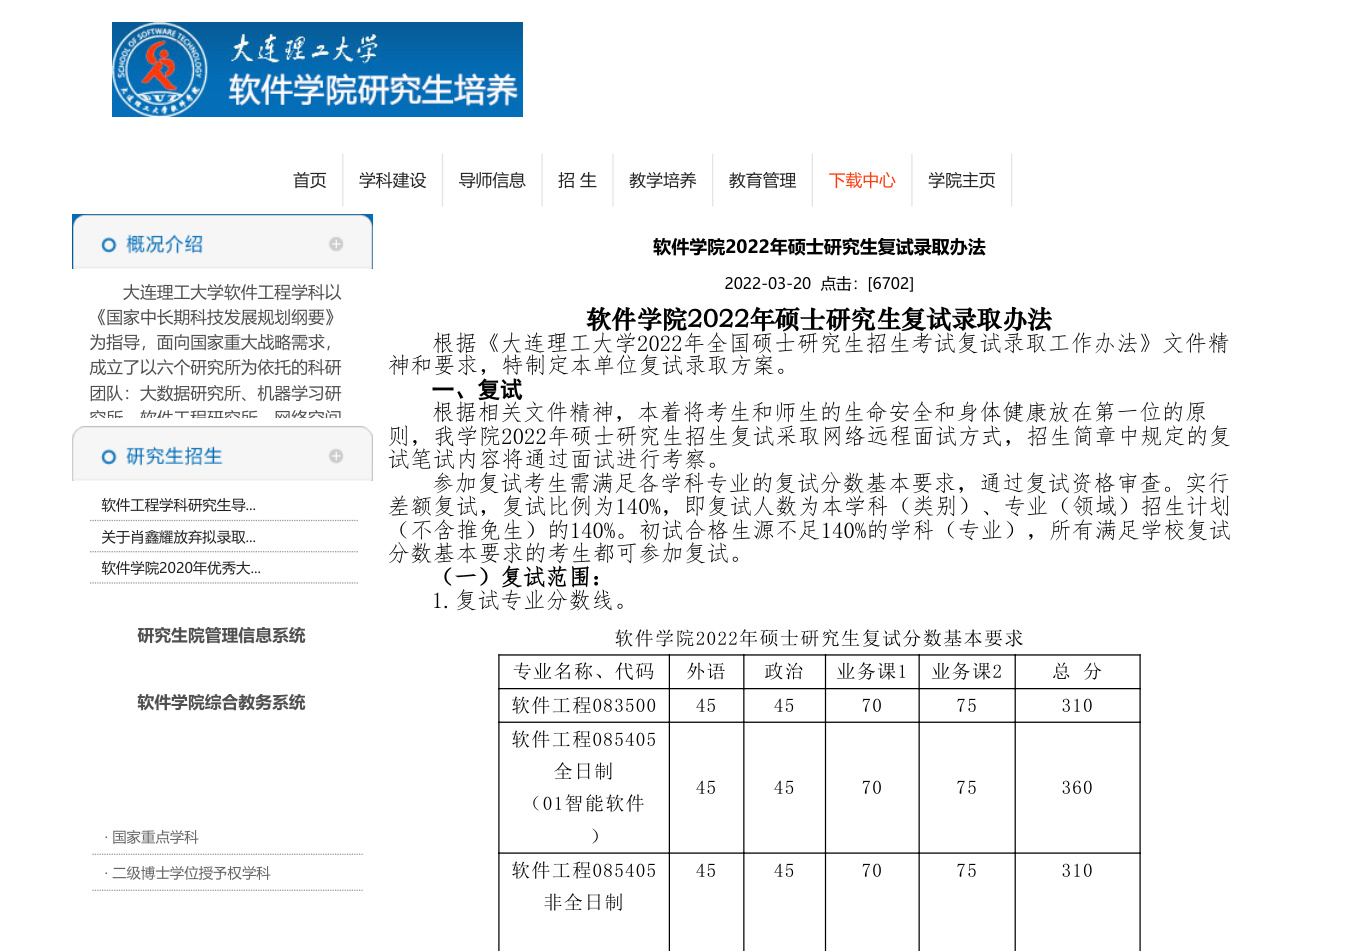 SCHOOL OF SOFTWARE TECHNOLOGY
大连理工大学
软件学院研究生培养
首页 学科建设 导师信息 招 生 教学培养 教育管理 下载中心 学院主页
概况介绍
大连理工大学软件工程学科以
《国家中长期科技发展规划纲要》
为指导，面向国家重大战略需求，
成立了以六个研究所为依托的科研
团队：大数据研究所、机器学习研
究所、软件工程研究所、网络空间
研究生招生
软件工程学科研究生导...
关于肖鑫耀放弃拟录取...
软件学院2020年优秀大...
研究生院管理信息系统
软件学院综合教务系统
· 国家重点学科
· 二级博士学位授予权学科
软件学院2022年硕士研究生复试录取办法
2022-03-20 点击：[6702]
软件学院2022年硕士研究生复试录取办法
根据《大连理工大学2022年全国硕士研究生招生考试复试录取工作办法》文件精
神和要求，特制定本单位复试录取方案。
一、复试
根据相关文件精神，本着将考生和师生的生命安全和身体健康放在第一位的原
则，我学院2022年硕士研究生招生复试采取网络远程面试方式，招生简章中规定的复
试笔试内容将通过面试进行考察。
参加复试考生需满足各学科专业的复试分数基本要求，通过复试资格审查。实行
差额复试，复试比例为140%，即复试人数为本学科（类别）、专业（领域）招生计划
（不含推免生）的140%。初试合格生源不足140%的学科（专业），所有满足学校复试
分数基本要求的考生都可参加复试。
（一）复试范围：
1.复试专业分数线。
软件学院2022年硕士研究生复试分数基本要求
专业名称、代码 外语 政治 业务课1 业务课2 总 分
软件工程083500 45 45 70 75 310
软件工程085405
全日制
（01智能软件
） 45 45 70 75 360
软件工程085405 45 45 70 75 310
非全日制